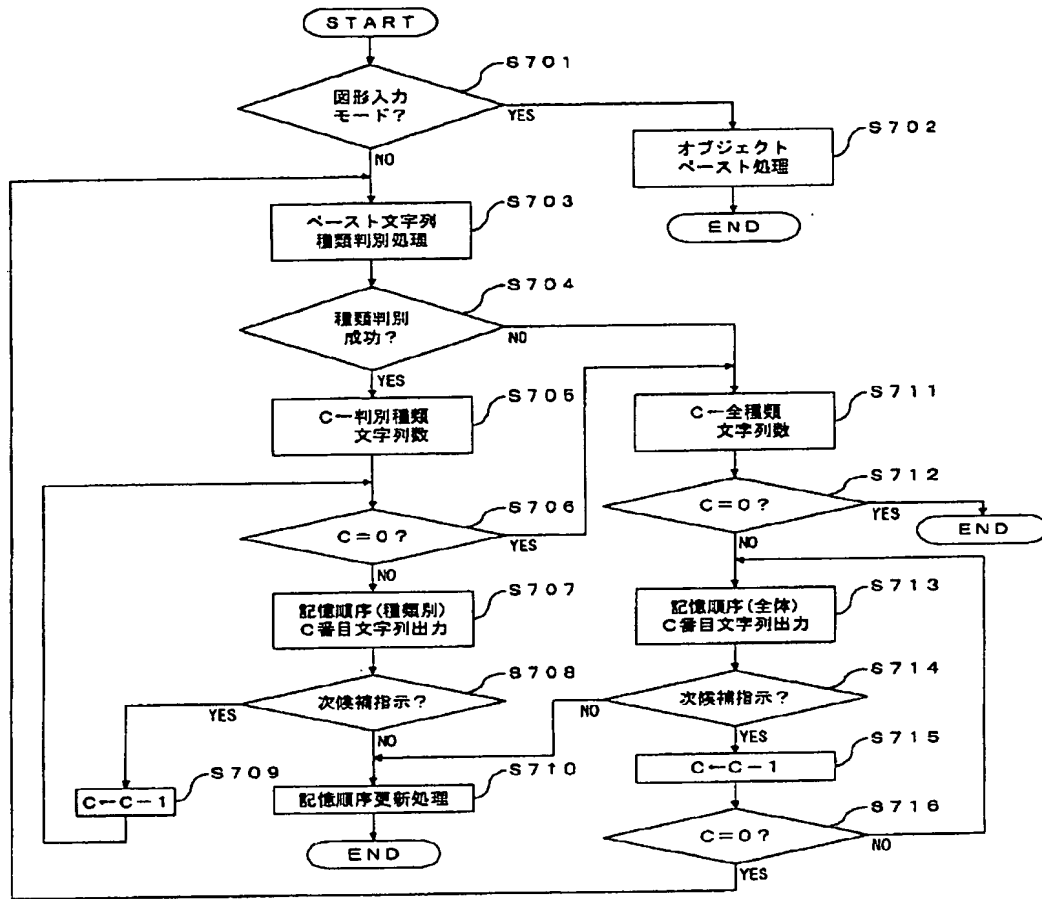 START
S701
図形入力
モード?
YES
NO
S702
オブジェクト
ペースト処理
END
S703
ペースト文字列
種類判別処理
S704
種類判別
成功?
NO
YES
S705
C←判別種類
文字列数
S711
C←全種類
文字列数
S706
C=0?
YES
NO
S712
C=0?
YES
END
NO
S707
記憶順序(種類別)
C番目文字列出力
S713
記憶順序(全体)
C番目文字列出力
S708
次候補指示?
YES
NO
S714
次候補指示?
NO
YES
S709
C←C-1
S710
記憶順序更新処理
END
S715
C←C-1
S716
C=0?
NO
YES